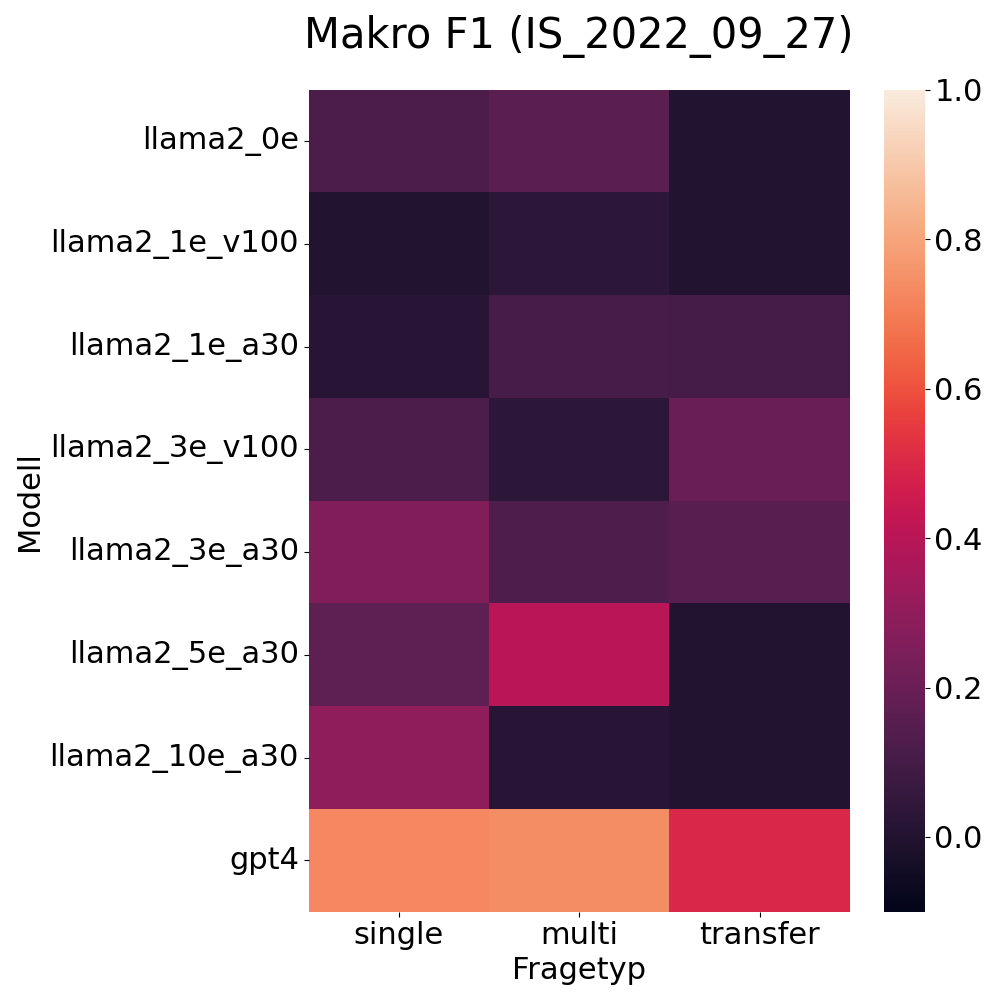 Makro F1 (IS_2022_09_27)
Modell
llama2_0e
llama2_1e_v100
llama2_1e_a30
llama2_3e_v100
llama2_3e_a30
llama2_5e_a30
llama2_10e_a30
gpt4
single multi transfer
Fragetyp
1.0
0.8
0.6
0.4
0.2
0.0